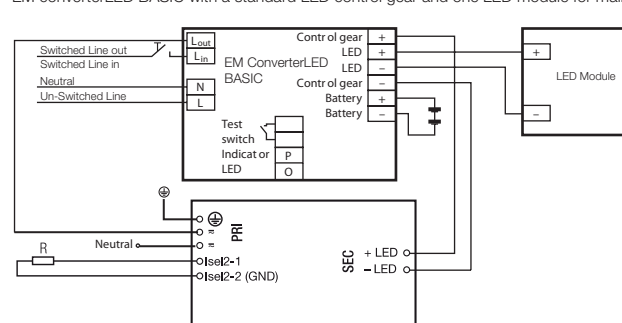 EM converterLED BASIC with a standard LED control gear and one LED module for mai
Switched Line out
Switched Line in
Neutral
Un-Switched Line
Lout
Lin
N
L
EM ConverterLED
BASIC
Control gear +
LED +
LED –
Control gear –
Battery +
Battery –
Test
switch
Indicator P
LED O
+
LED Module
–
PRI
Neutral
R
Isel2-1
Isel2-2 (GND)
SEC
+ LED
– LED